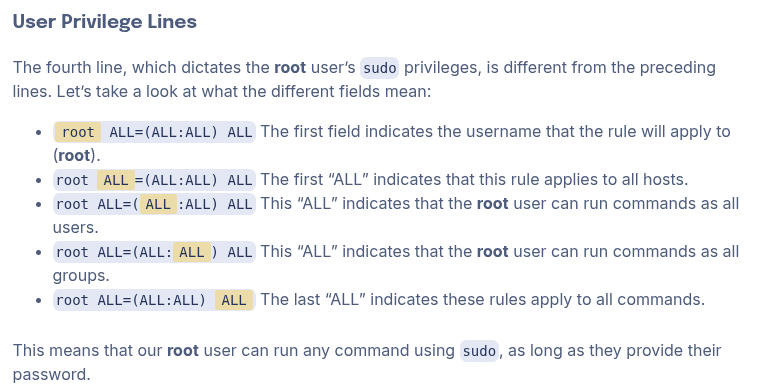 User Privilege Lines
The fourth line, which dictates the root user’s sudo privileges, is different from the preceding
lines. Let’s take a look at what the different fields mean:
• root ALL=(ALL:ALL) ALL The first field indicates the username that the rule will apply to
(root).
• root ALL=(ALL:ALL) ALL The first “ALL” indicates that this rule applies to all hosts.
• root ALL=(ALL:ALL) ALL This “ALL” indicates that the root user can run commands as all
users.
• root ALL=(ALL:ALL) ALL This “ALL” indicates that the root user can run commands as all
groups.
• root ALL=(ALL:ALL) ALL The last “ALL” indicates these rules apply to all commands.
This means that our root user can run any command using sudo, as long as they provide their
password.